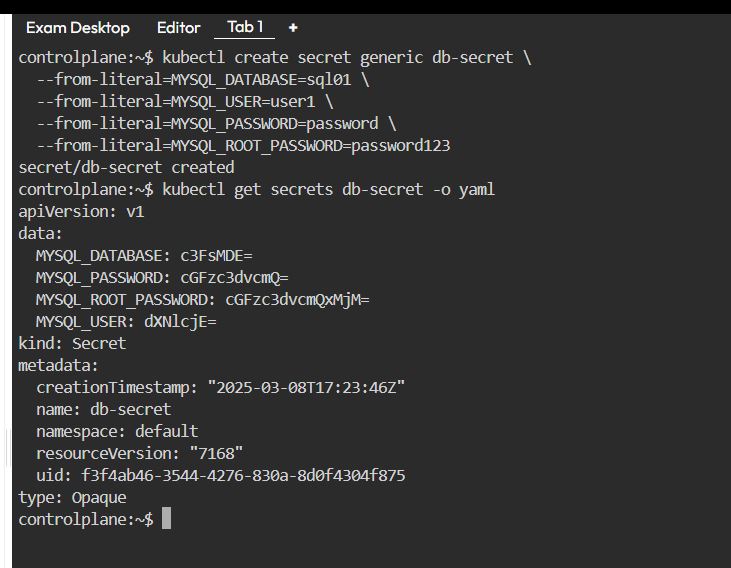 Exam Desktop Editor Tab 1 +
controlplane:~$ kubectl create secret generic db-secret \
  --from-literal=MYSQL_DATABASE=sql01 \
  --from-literal=MYSQL_USER=user1 \
  --from-literal=MYSQL_PASSWORD=password \
  --from-literal=MYSQL_ROOT_PASSWORD=password123
secret/db-secret created
controlplane:~$ kubectl get secrets db-secret -o yaml
apiVersion: v1
data:
  MYSQL_DATABASE: c3FsMDE=
  MYSQL_PASSWORD: cGFzc3dvcmQ=
  MYSQL_ROOT_PASSWORD: cGFzc3dvcmQxMjM=
  MYSQL_USER: dXNlcjE=
kind: Secret
metadata:
  creationTimestamp: "2025-03-08T17:23:46Z"
  name: db-secret
  namespace: default
  resourceVersion: "7168"
  uid: f3f4ab46-3544-4276-830a-8d0f4304f875
type: Opaque
controlplane:~$